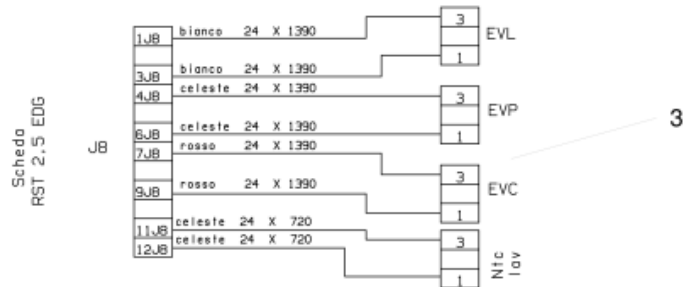 Scheda
RST 2,5 EDG
J8
1J8 bianco 24 X 1390 3 EVL
3J8 bianco 24 X 1390 1
4J8 celeste 24 X 1390 3 EVP
6J8 celeste 24 X 1390 1
7J8 rosso 24 X 1390 3 EVC
9J8 rosso 24 X 1390 1
11J8 celeste 24 X 720 3 Ntc lav
12J8 celeste 24 X 720 1
3